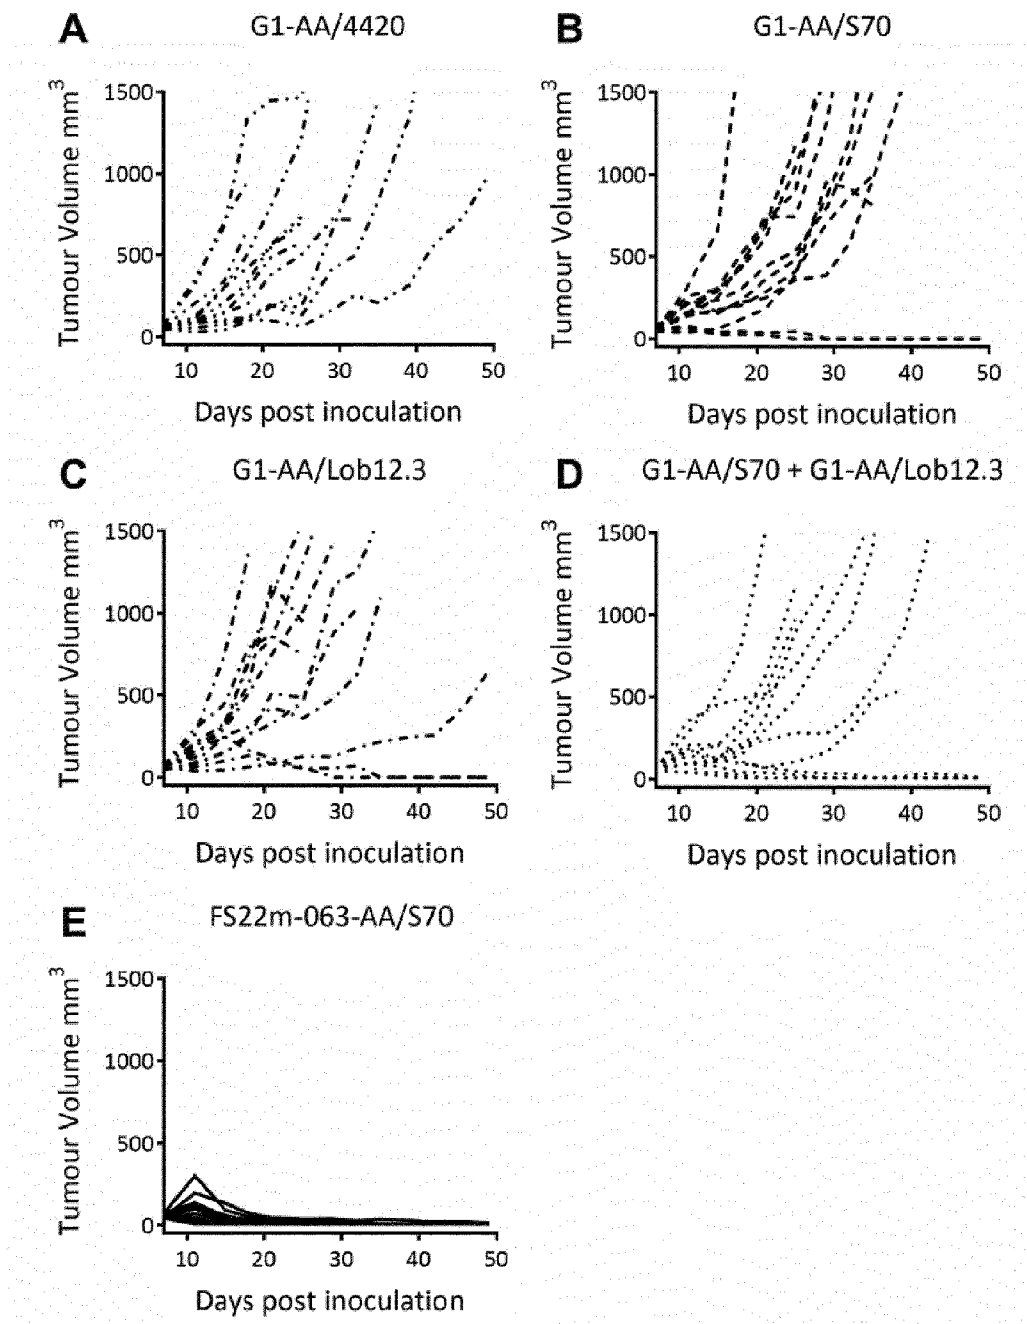 A
G1-AA/4420
Tumour Volume mm3
1500
1000
500
0
10 20 30 40 50
Days post inoculation
B
G1-AA/S70
Tumour Volume mm3
1500
1000
500
0
10 20 30 40 50
Days post inoculation
C
G1-AA/Lob12.3
Tumour Volume mm3
1500
1000
500
0
10 20 30 40 50
Days post inoculation
D
G1-AA/S70 + G1-AA/Lob12.3
Tumour Volume mm3
1500
1000
500
0
10 20 30 40 50
Days post inoculation
E
FS22m-063-AA/S70
Tumour Volume mm3
1500
1000
500
0
10 20 30 40 50
Days post inoculation